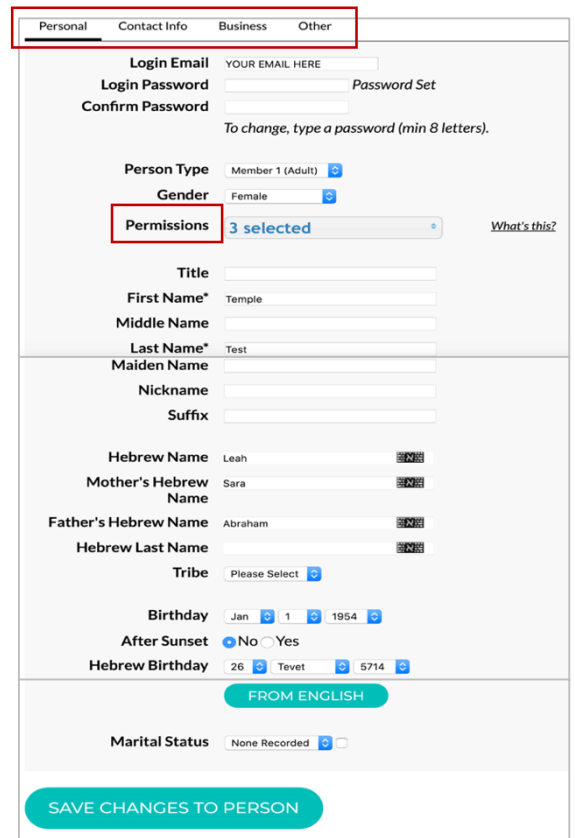 Personal Contact Info Business Other
Login Email YOUR EMAIL HERE
Login Password Password Set
Confirm Password
To change, type a password (min 8 letters).
Person Type Member 1 (Adult)
Gender Female
Permissions 3 selected What's this?
Title
First Name* Temple
Middle Name
Last Name* Test
Maiden Name
Nickname
Suffix
Hebrew Name Leah
Mother's Hebrew Sara
Name
Father's Hebrew Name Abraham
Hebrew Last Name
Tribe Please Select
Birthday Jan 1 1954
After Sunset No Yes
Hebrew Birthday 26 Tevet 5714
FROM ENGLISH
Marital Status None Recorded
SAVE CHANGES TO PERSON